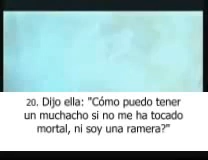 20. Dijo ella: "Cómo puedo tener
un muchacho si no me ha tocado
mortal, ni soy una ramera?"